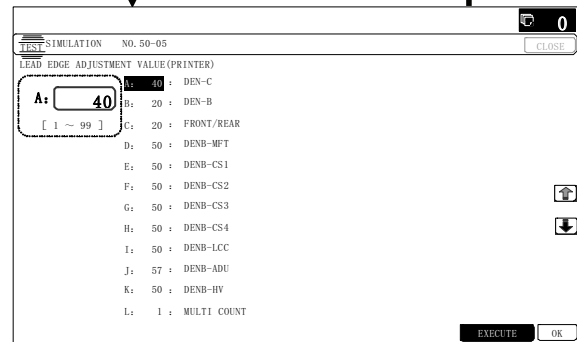 0
TEST SIMULATION NO.50-05
CLOSE
LEAD EDGE ADJUSTMENT VALUE(PRINTER)
A: 40
[ 1 ~ 99 ]
A: 40 : DEN-C
B: 20 : DEN-B
C: 20 : FRONT/REAR
D: 50 : DENB-MFT
E: 50 : DENB-CS1
F: 50 : DENB-CS2
G: 50 : DENB-CS3
H: 50 : DENB-CS4
I: 50 : DENB-LCC
J: 57 : DENB-ADU
K: 50 : DENB-HV
L: 1 : MULTI COUNT
EXECUTE OK